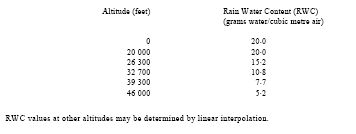 Altitude (feet) Rain Water Content (RWC)
(grams water/cubic metre air)
0 20·0
20 000 20·0
26 300 15·2
32 700 10·8
39 300 7·7
46 000 5·2
RWC values at other altitudes may be determined by linear interpolation.